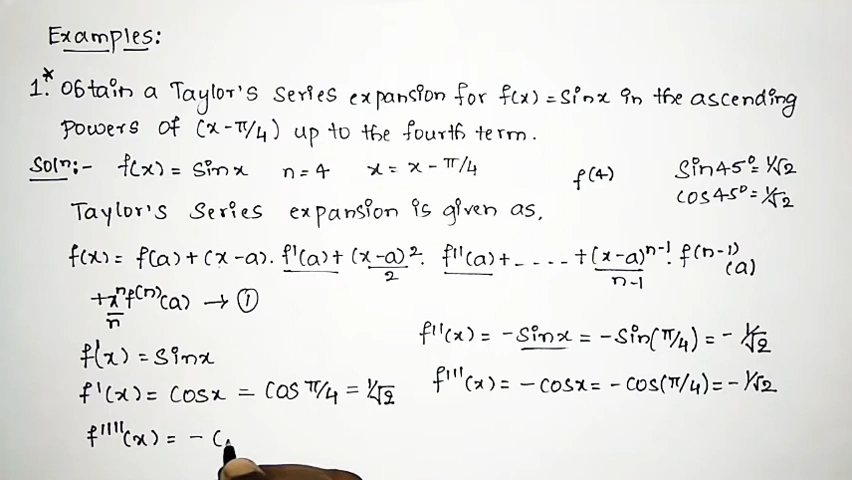 Examples:
1.* Obtain a Taylor's series expansion for f(x) = sinx in the ascending
powers of (x - π/4) up to the fourth term.
Soln:- f(x) = sinx n = 4 x = x - π/4 f(4) Sin45° = 1/√2
cos45° = 1/√2
Taylor's series expansion is given as,
f(x) = f(a) + (x-a). f'(a) + (x-a)²/2. f''(a) + - - - - + (x-a)^n-1/n-1. f(n-1)(a)
+ x^n/n f(n)(a) → ①
f(x) = sinx
f'(x) = cosx = cos π/4 = 1/√2
f''(x) = -sinx = -sin(π/4) = -1/√2
f'''(x) = -cosx = -cos(π/4) = -1/√2
f''''(x) = - (